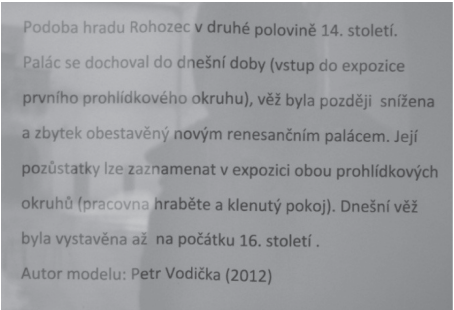 Podoba hradu Rohozec v druhé polovině 14. století.
Palác se dochoval do dnešní doby (vstup do expozice
prvního prohlídkového okruhu), věž byla později  snížena
a zbytek obestavěný novým renesančním palácem. Její
pozůstatky lze zaznamenat v expozici obou prohlídkových
okruhů (pracovna hraběte a klenutý pokoj). Dnešní věž
byla vystavěna až  na počátku 16. století .
Autor modelu: Petr Vodička (2012)